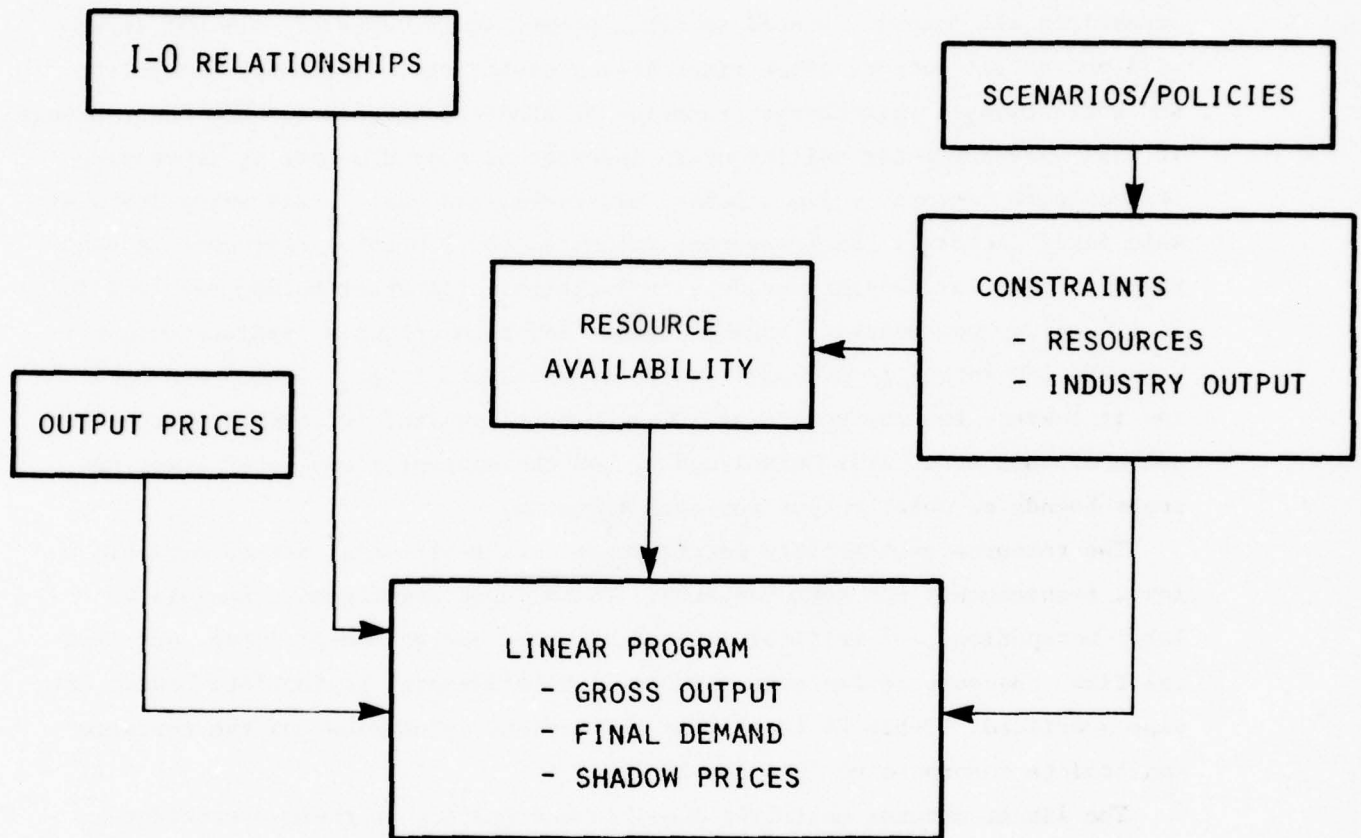 I-O RELATIONSHIPS
SCENARIOS/POLICIES
CONSTRAINTS
- RESOURCES
- INDUSTRY OUTPUT
RESOURCE
AVAILABILITY
OUTPUT PRICES
LINEAR PROGRAM
- GROSS OUTPUT
- FINAL DEMAND
- SHADOW PRICES